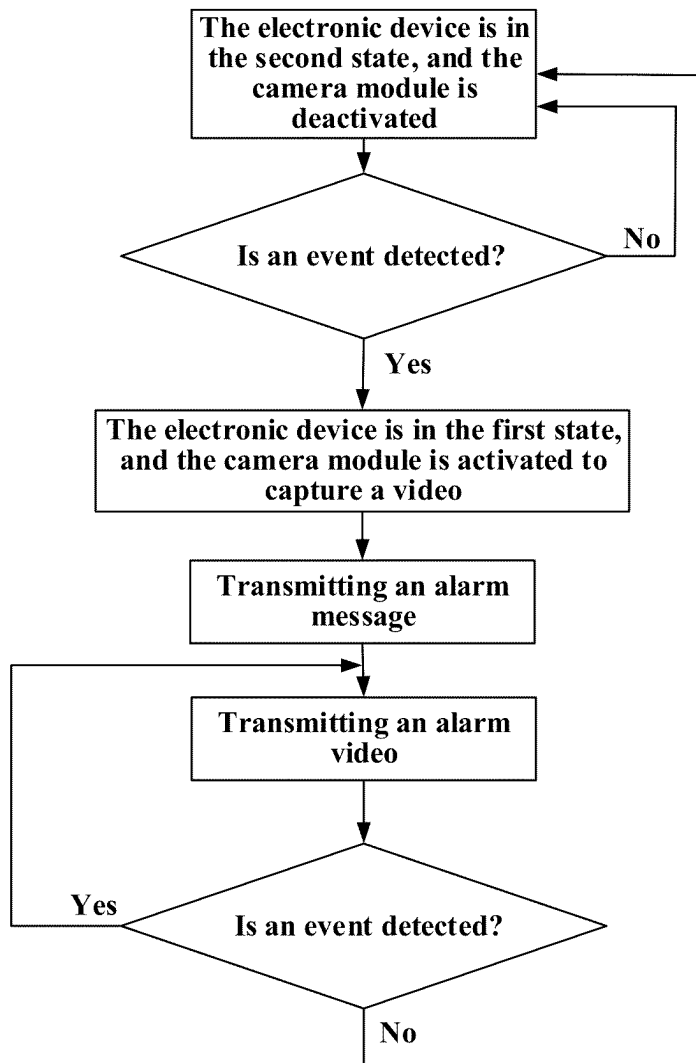 The electronic device is in
the second state, and the
camera module is
deactivated
Is an event detected?
No
Yes
The electronic device is in the first state,
and the camera module is activated to
capture a video
Transmitting an alarm
message
Transmitting an alarm
video
Yes
Is an event detected?
No